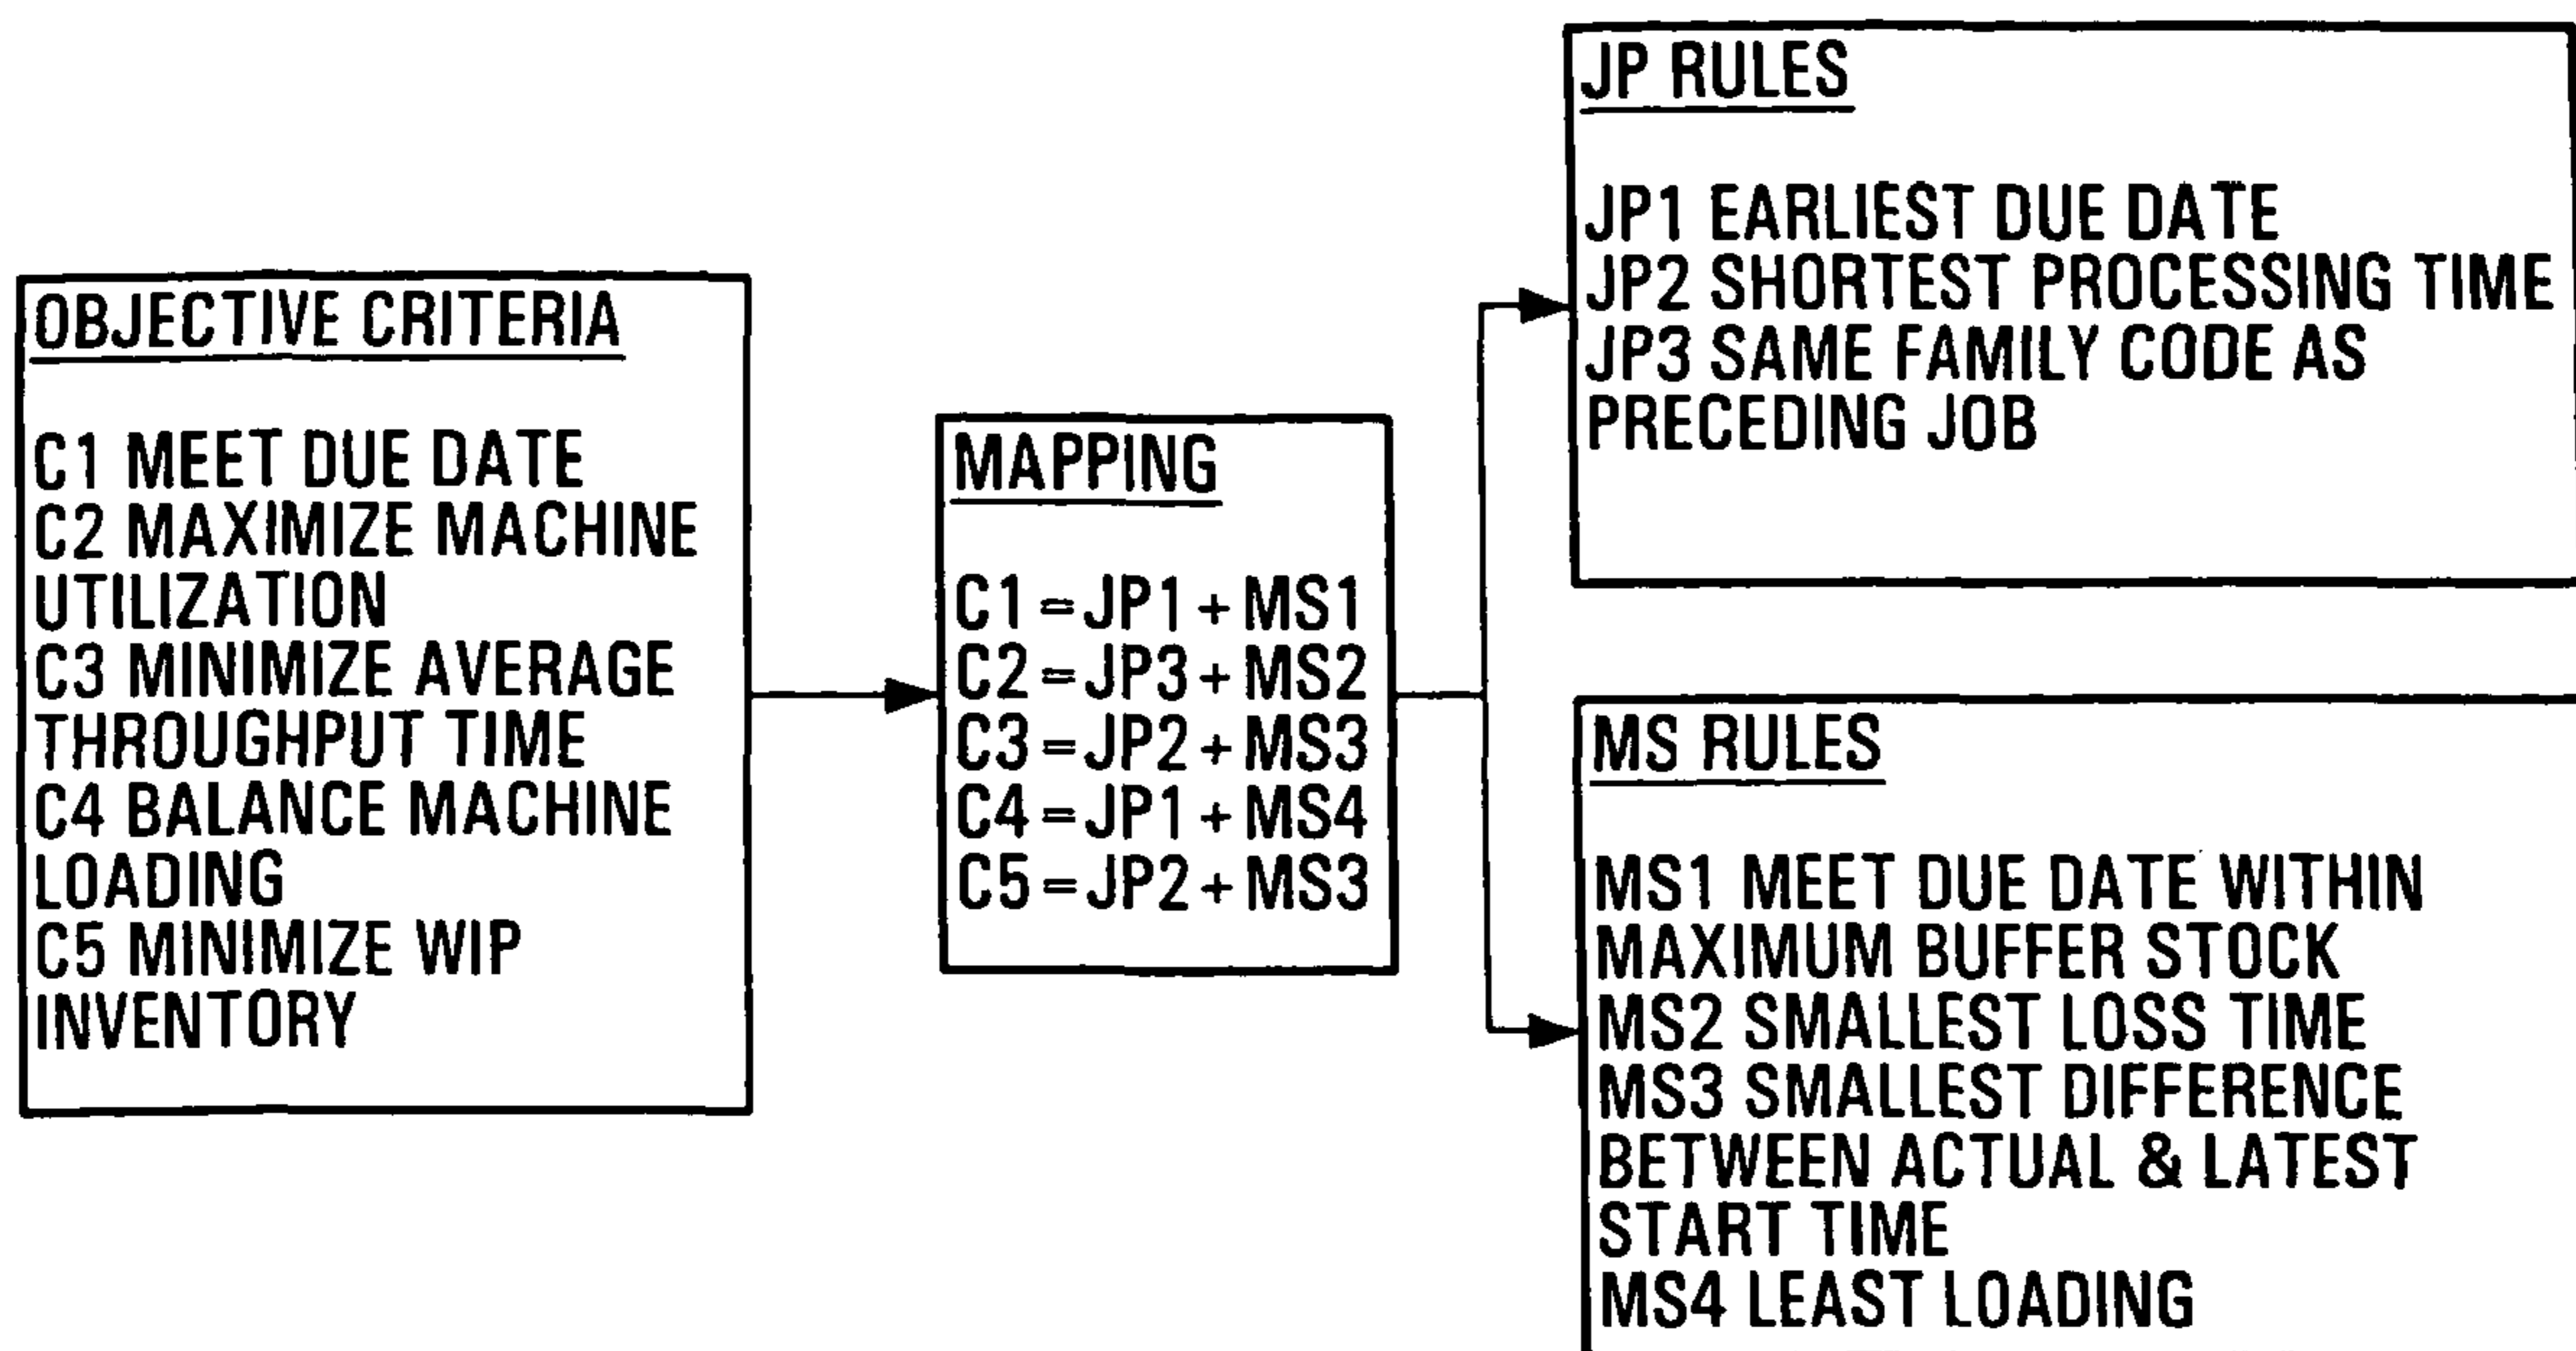 OBJECTIVE CRITERIA
C1 MEET DUE DATE
C2 MAXIMIZE MACHINE
UTILIZATION
C3 MINIMIZE AVERAGE
THROUGHPUT TIME
C4 BALANCE MACHINE
LOADING
C5 MINIMIZE WIP
INVENTORY
MAPPING
C1=JP1+MS1
C2=JP3+MS2
C3=JP2+MS3
C4=JP1+MS4
C5=JP2+MS3
JP RULES
JP1 EARLIEST DUE DATE
JP2 SHORTEST PROCESSING TIME
JP3 SAME FAMILY CODE AS
PRECEDING JOB
MS RULES
MS1 MEET DUE DATE WITHIN
MAXIMUM BUFFER STOCK
MS2 SMALLEST LOSS TIME
MS3 SMALLEST DIFFERENCE
BETWEEN ACTUAL & LATEST
START TIME
MS4 LEAST LOADING